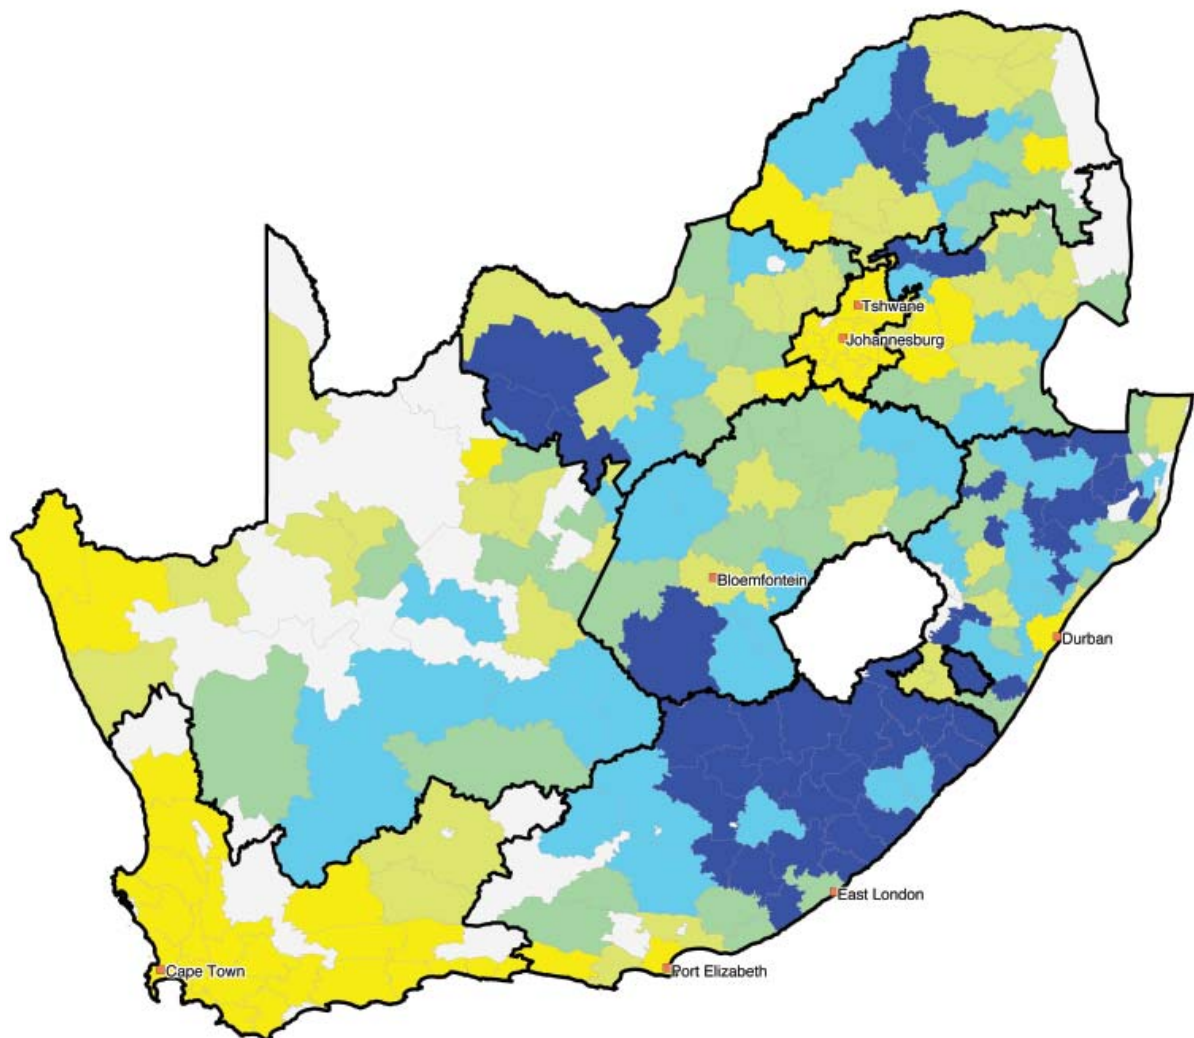 Tshwane
Johannesburg
Bloemfontein
Durban
East London
Cape Town
Port Elizabeth